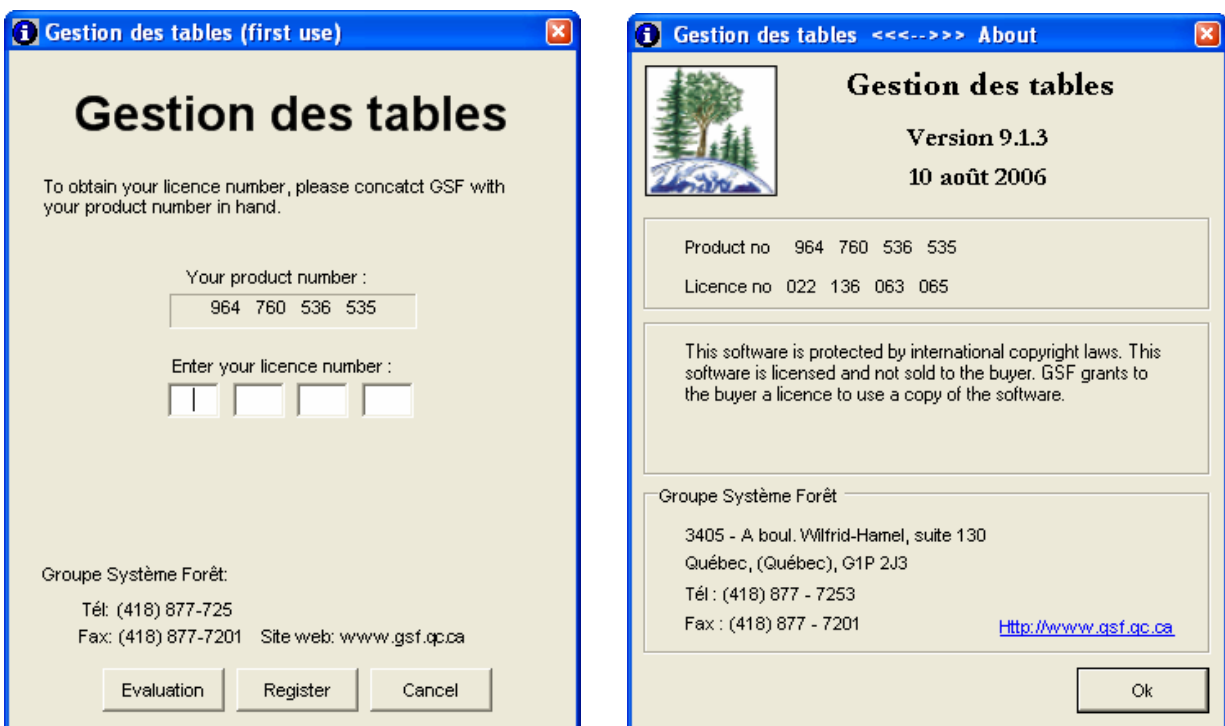 Gestion des tables (first use)
Gestion des tables
To obtain your licence number, please concatct GSF with
your product number in hand.
Your product number :
964 760 536 535
Enter your licence number :
Groupe Système Forêt:
Tél: (418) 877-725
Fax: (418) 877-7201 Site web: www.gsf.qc.ca
Evaluation Register Cancel
Gestion des tables <<<-->>> About
Gestion des tables
Version 9.1.3
10 août 2006
Product no 964 760 536 535
Licence no 022 136 063 065
This software is protected by international copyright laws. This
software is licensed and not sold to the buyer. GSF grants to
the buyer a licence to use a copy of the software.
Groupe Système Forêt
3405 - A boul. Wilfrid-Hamel, suite 130
Québec, (Québec), G1P 2J3
Tél : (418) 877 - 7253
Fax : (418) 877 - 7201
Http://www.gsf.qc.ca
Ok